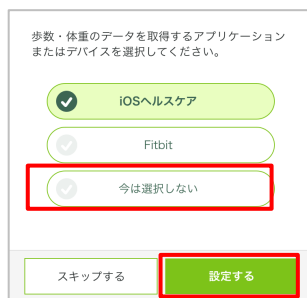 歩数・体重のデータを取得するアプリケーション
またはデバイスを選択してください。
iOSヘルスケア
Fitbit
今は選択しない
スキップする
設定する